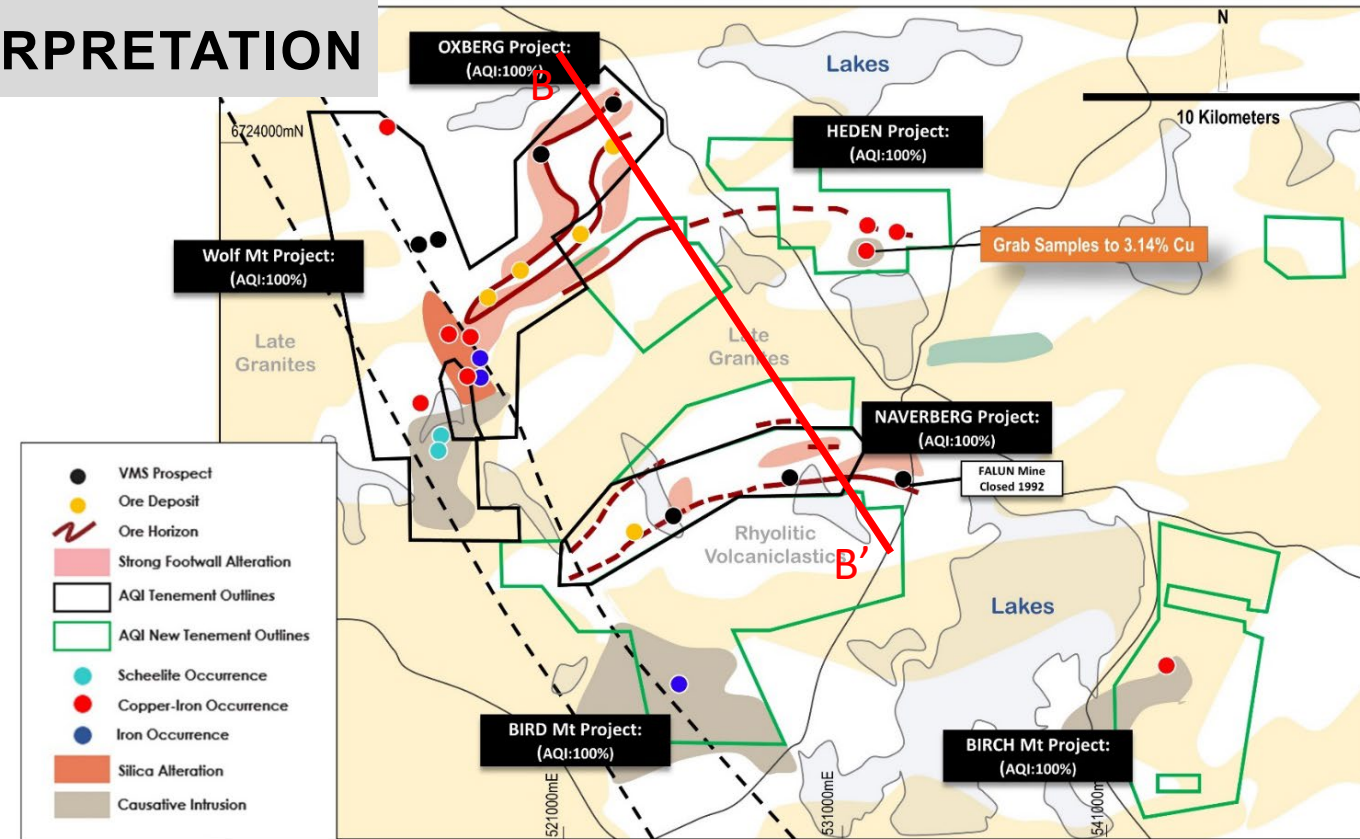 RPRETATION
OXBERG Project:
(AQI:100%)
B
Lakes
N
10 Kilometers
6724000mN
HEDEN Project:
(AQI:100%)
Wolf Mt Project:
(AQI:100%)
Grab Samples to 3.14% Cu
Late
Granites
Late
Granites
NAVERBERG Project:
(AQI:100%)
FALUN Mine
Closed 1992
Rhyolitic
Volcaniclastics
B’
Lakes
VMS Prospect
Ore Deposit
Ore Horizon
Strong Footwall Alteration
AQI Tenement Outlines
AQI New Tenement Outlines
Scheelite Occurrence
Copper-Iron Occurrence
Iron Occurrence
Silica Alteration
Causative Intrusion
BIRD Mt Project:
(AQI:100%)
BIRCH Mt Project:
(AQI:100%)
521000mE
531000mE
541000mE